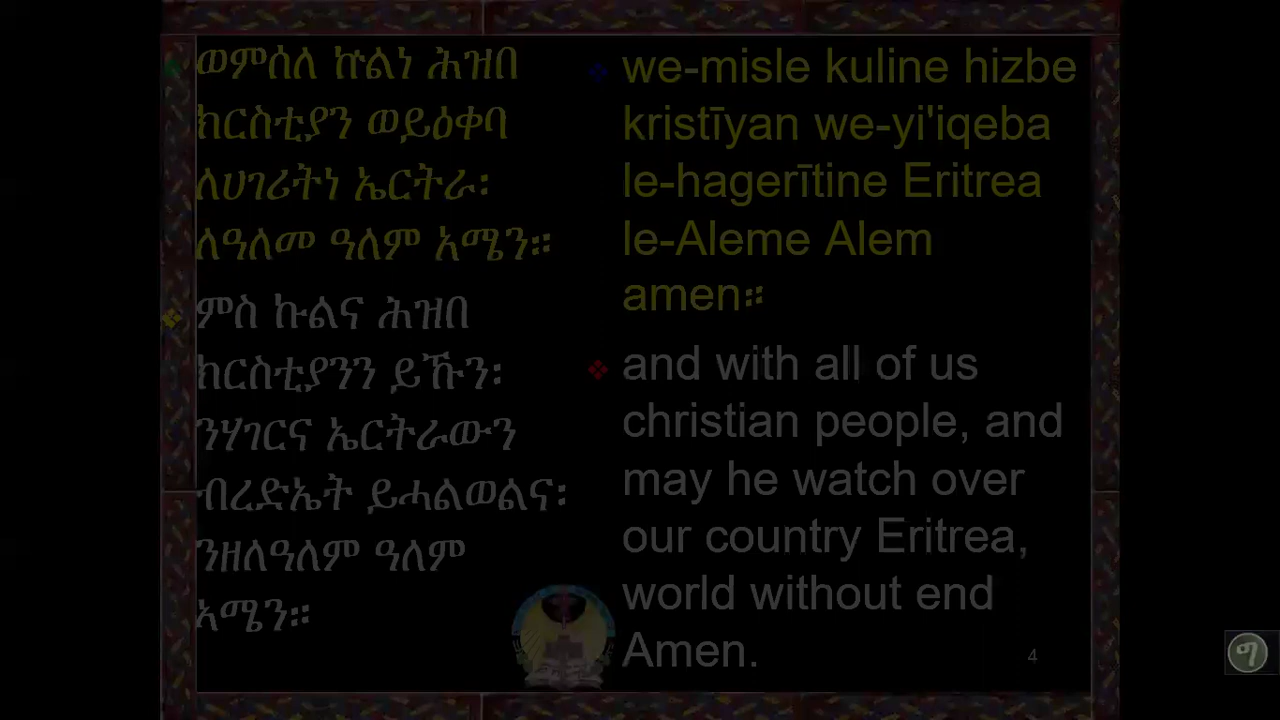 ወምሰለ ኵልነ ሕዝበ
ክርስቲያን ወይዕቀባ
ለሀገሪትነ ኤርትራ፡
ለዓለመ ዓለም አሜን።
ምስ ኩልና ሕዝበ
ክርስቲያንን ይኹን፡
ንሃገርና ኤርትራውን
ብረድኤት ይሓልወልና፡
ንዘለዓለም ዓለም
አሜን።
we-misle kuline hizbe
kristīyan we-yi'iqeba
le-hagerītine Eritrea
le-Aleme Alem
amen።
and with all of us
christian people, and
may he watch over
our country Eritrea,
world without end
Amen.
4
ግ